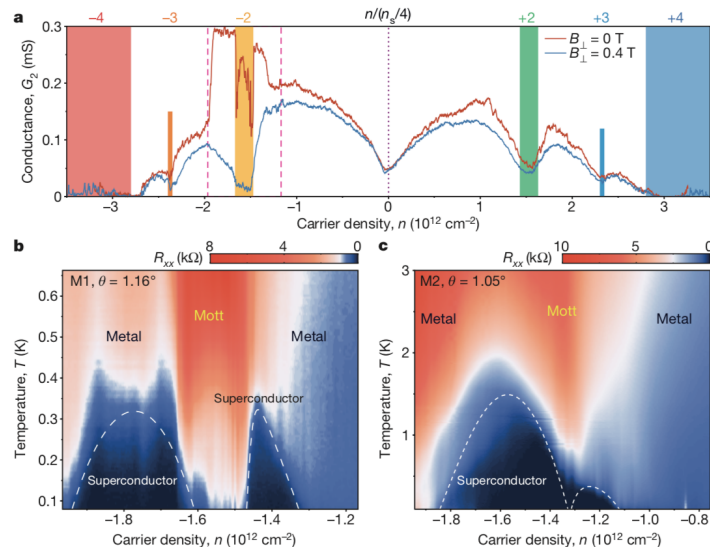 a
n/(nₛ/4)
−4 −3 −2 +2 +3 +4
0.3
0.2
0.1
0
Conductance, G₂ (mS)
B⊥ = 0 T
B⊥ = 0.4 T
−3 −2 −1 0 1 2 3
Carrier density, n (10¹² cm⁻²)
b
Rₓₓ (kΩ)
8 4 0
M1, θ = 1.16°
Metal
Mott
Metal
Superconductor
Superconductor
0.6
0.5
0.4
0.3
0.2
0.1
Temperature, T (K)
−1.8 −1.6 −1.4 −1.2
Carrier density, n (10¹² cm⁻²)
c
Rₓₓ (kΩ)
10 5 0
M2, θ = 1.05°
Metal
Mott
Metal
Superconductor
3
2
1
Temperature, T (K)
−1.8 −1.6 −1.4 −1.2 −1.0 −0.8
Carrier density, n (10¹² cm⁻²)